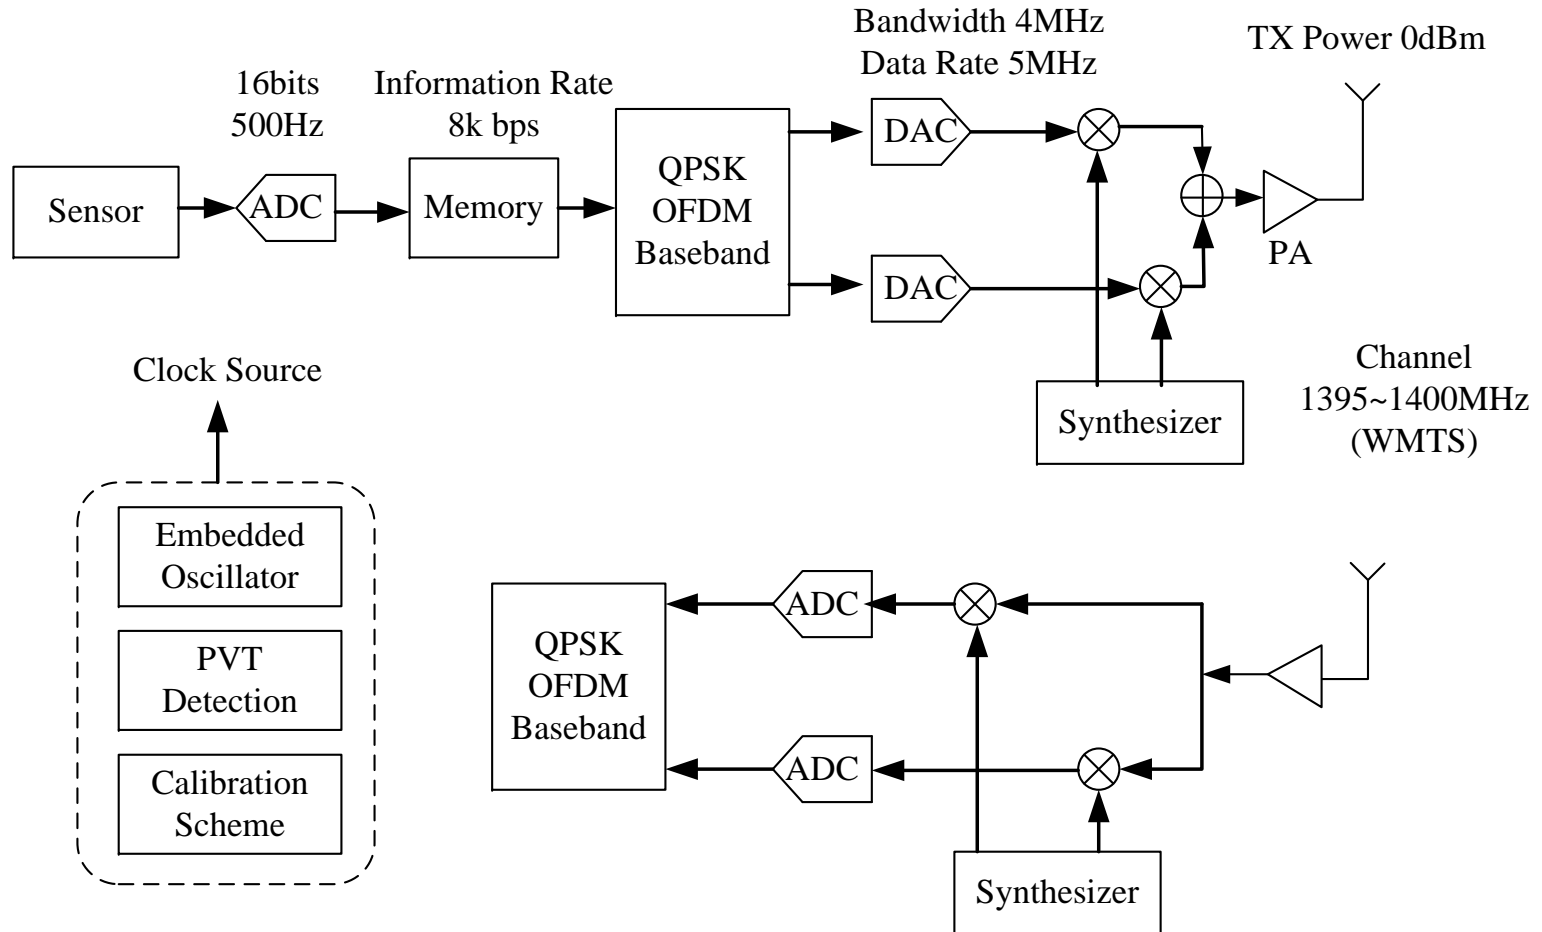 Bandwidth 4MHz
Data Rate 5MHz
TX Power 0dBm
16bits
500Hz
Information Rate
8k bps
Sensor
ADC
Memory
QPSK
OFDM
Baseband
DAC
DAC
PA
Synthesizer
Channel
1395~1400MHz
(WMTS)
Clock Source
Embedded
Oscillator
PVT
Detection
Calibration
Scheme
QPSK
OFDM
Baseband
ADC
ADC
Synthesizer